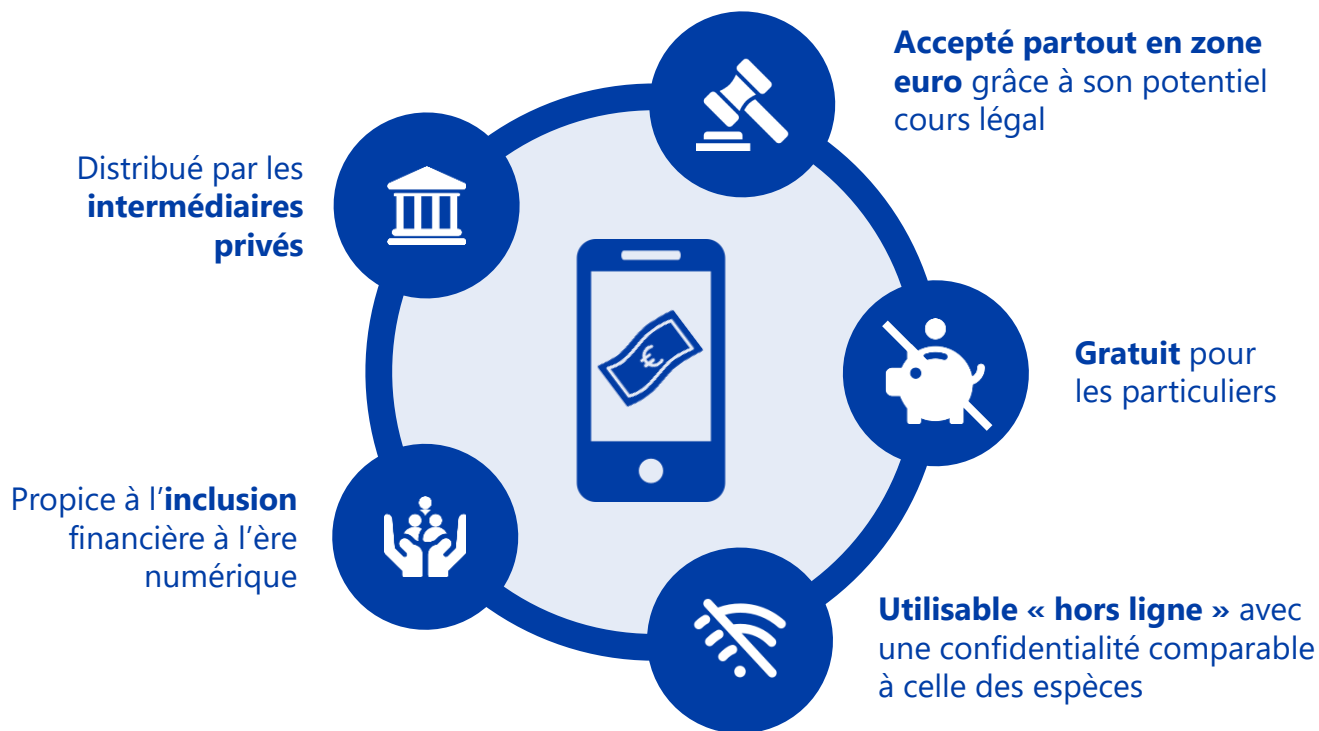 Accepté partout en zone
euro grâce à son potentiel
cours légal
Distribué par les
intermédiaires
privés
€
Gratuit pour
les particuliers
Propice à l’inclusion
financière à l’ère
numérique
Utilisable « hors ligne » avec
une confidentialité comparable
à celle des espèces